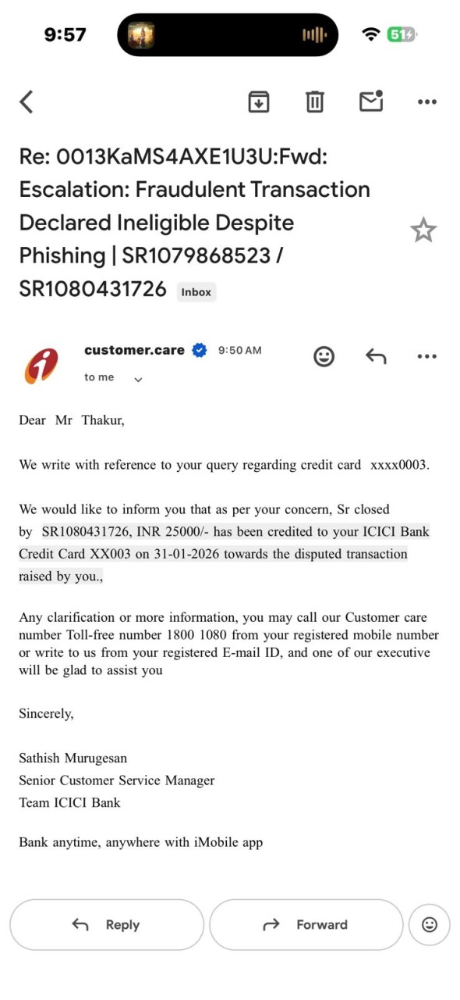 9:57
51
Re: 0013KaMS4AXE1U3U:Fwd:
Escalation: Fraudulent Transaction
Declared Ineligible Despite
Phishing | SR1079868523 /
SR1080431726 Inbox
customer.care 9:50 AM
to me
Dear Mr Thakur,
We write with reference to your query regarding credit card xxxx0003.
We would like to inform you that as per your concern, Sr closed
by SR1080431726, INR 25000/- has been credited to your ICICI Bank
Credit Card XX003 on 31-01-2026 towards the disputed transaction
raised by you.,
Any clarification or more information, you may call our Customer care
number Toll-free number 1800 1080 from your registered mobile number
or write to us from your registered E-mail ID, and one of our executive
will be glad to assist you
Sincerely,
Sathish Murugesan
Senior Customer Service Manager
Team ICICI Bank
Bank anytime, anywhere with iMobile app
Reply Forward